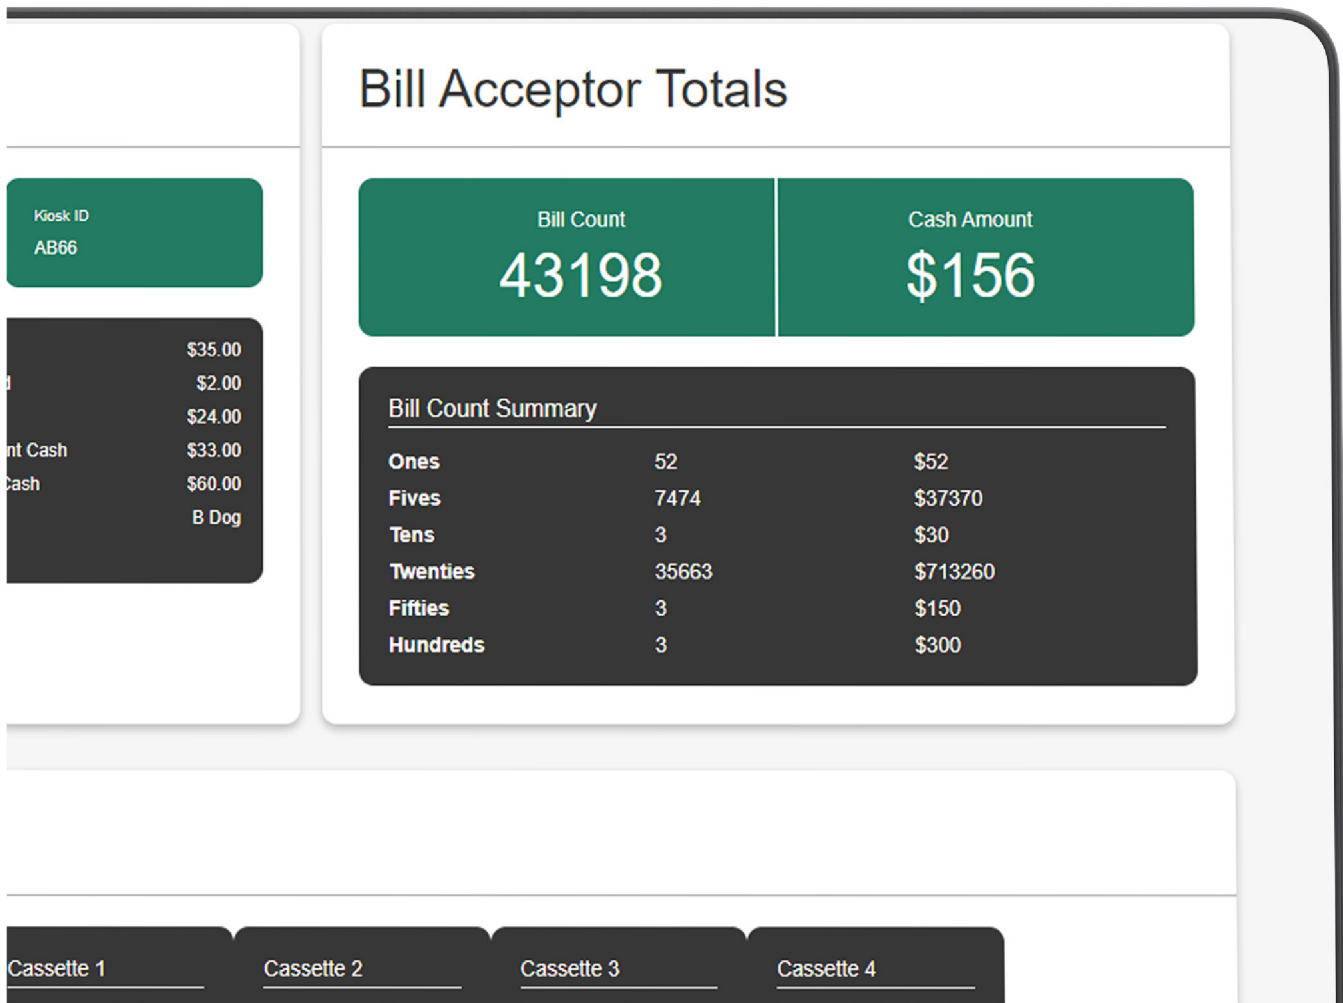 Bill Acceptor Totals
Kiosk ID
AB66
Bill Count
43198
Cash Amount
$156
$35.00
$2.00
$24.00
nt Cash $33.00
Cash $60.00
B Dog
Bill Count Summary
Ones 52 $52
Fives 7474 $37370
Tens 3 $30
Twenties 35663 $713260
Fifties 3 $150
Hundreds 3 $300
Cassette 1
Cassette 2
Cassette 3
Cassette 4